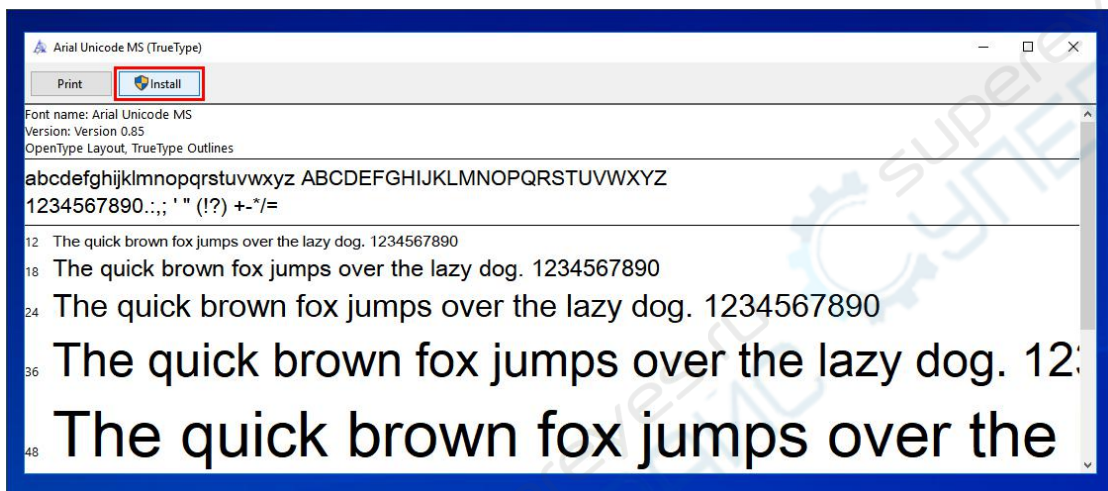 Arial Unicode MS (TrueType)
Print
Install
Font name: Arial Unicode MS
Version: Version 0.85
OpenType Layout, TrueType Outlines
abcdefghijklmnopqrstuvwxyz ABCDEFGHIJKLMNOPQRSTUVWXYZ
1234567890.:,; ' " (!?) +-*/=
12 The quick brown fox jumps over the lazy dog. 1234567890
18 The quick brown fox jumps over the lazy dog. 1234567890
24 The quick brown fox jumps over the lazy dog. 1234567890
36 The quick brown fox jumps over the lazy dog. 12
48 The quick brown fox jumps over the